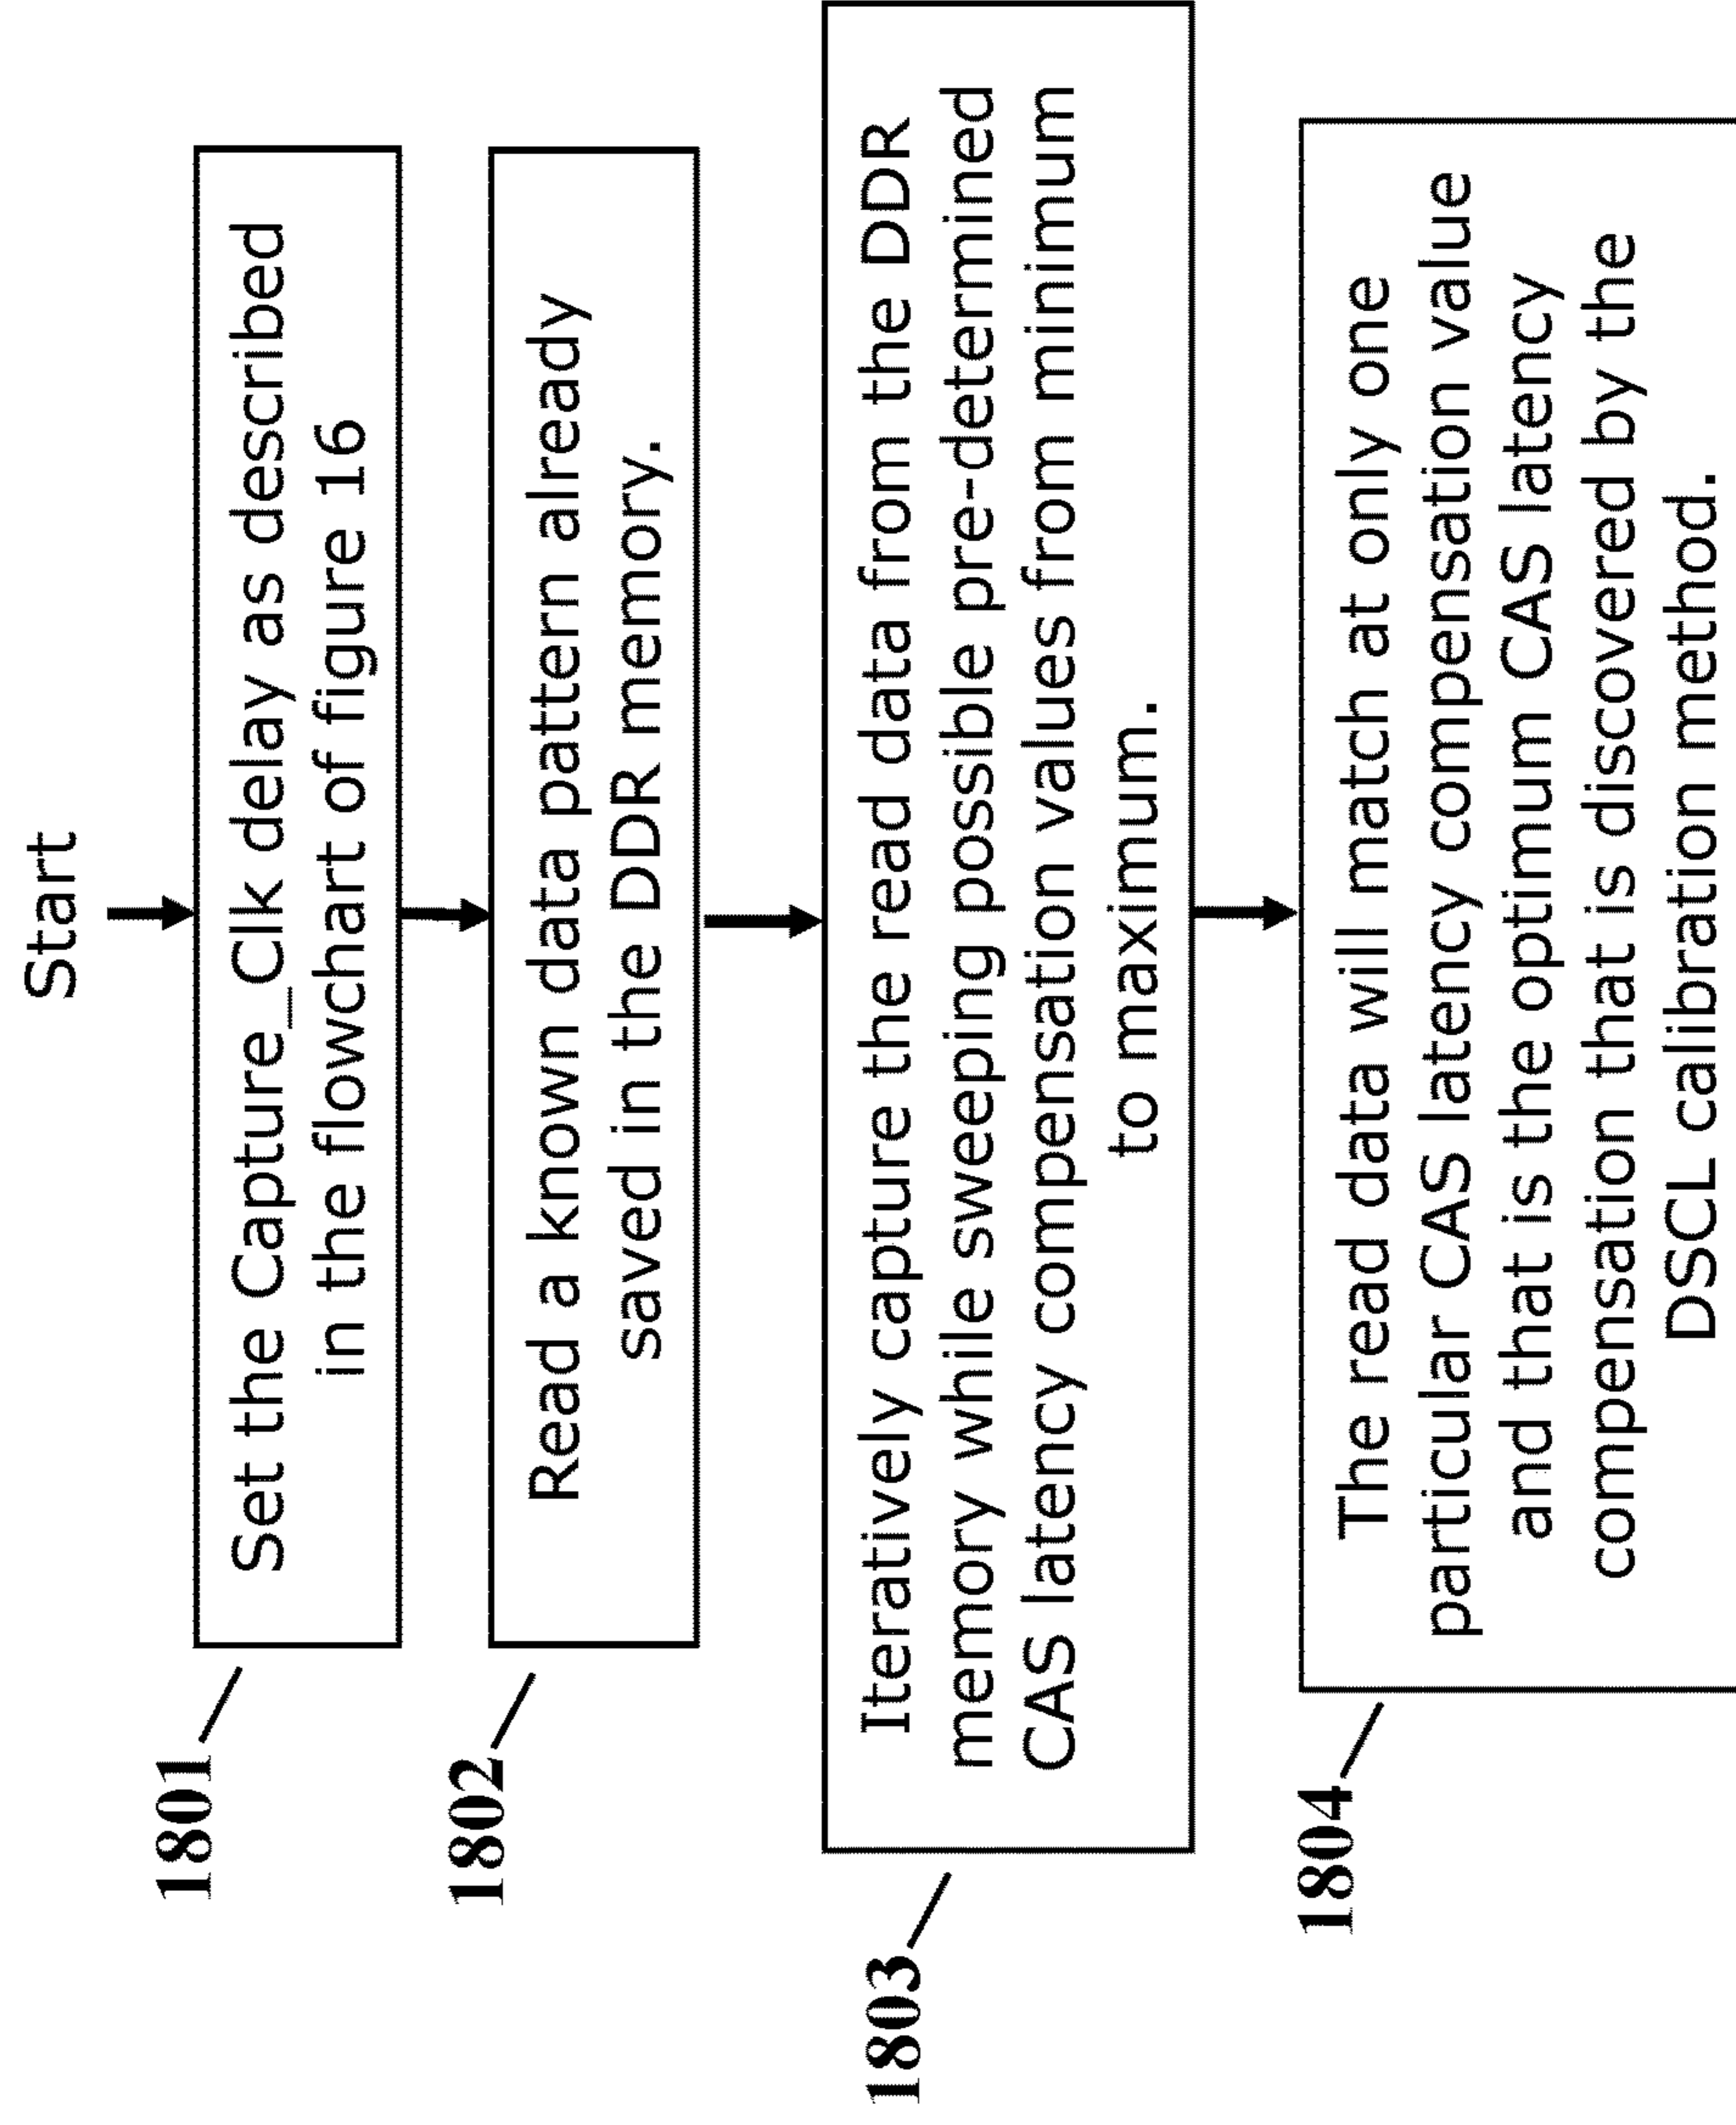 Start
1801
Set the Capture_Clk delay as described
in the flowchart of figure 16
1802
Read a known data pattern already
saved in the DDR memory.
1803
Iteratively capture the read data from the DDR
memory while sweeping possible pre-determined
CAS latency compensation values from minimum
to maximum.
1804
The read data will match at only one
particular CAS latency compensation value
and that is the optimum CAS latency
compensation that is discovered by the
DSCL calibration method.